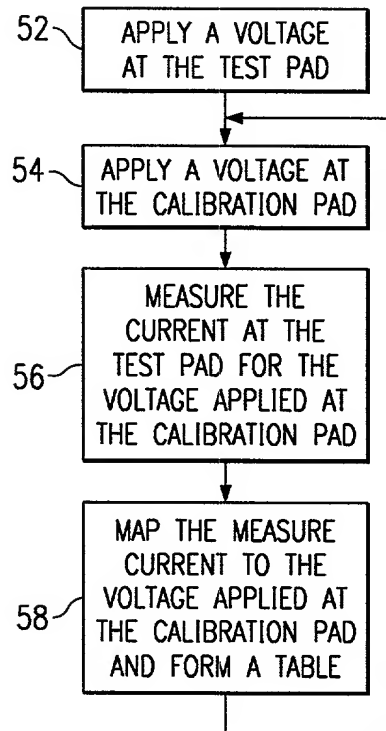 52
APPLY A VOLTAGE
AT THE TEST PAD
54
APPLY A VOLTAGE AT
THE CALIBRATION PAD
56
MEASURE THE
CURRENT AT THE
TEST PAD FOR THE
VOLTAGE APPLIED AT
THE CALIBRATION PAD
58
MAP THE MEASURE
CURRENT TO THE
VOLTAGE APPLIED AT
THE CALIBRATION PAD
AND FORM A TABLE